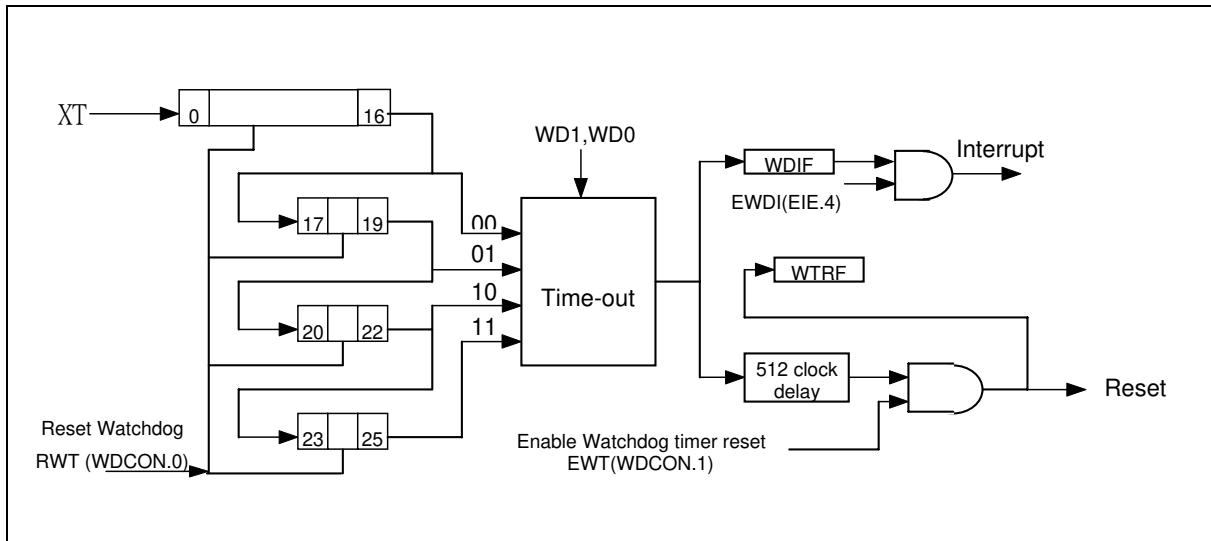 XT
0
16
WD1,WD0
WDIF
Interrupt
EWDI(EIE.4)
17
19
00
01
WTRF
10
Time-out
20
22
11
512 clock
delay
Reset
Reset Watchdog
23
25
Enable Watchdog timer reset
RWT (WDCON.0)
EWT(WDCON.1)